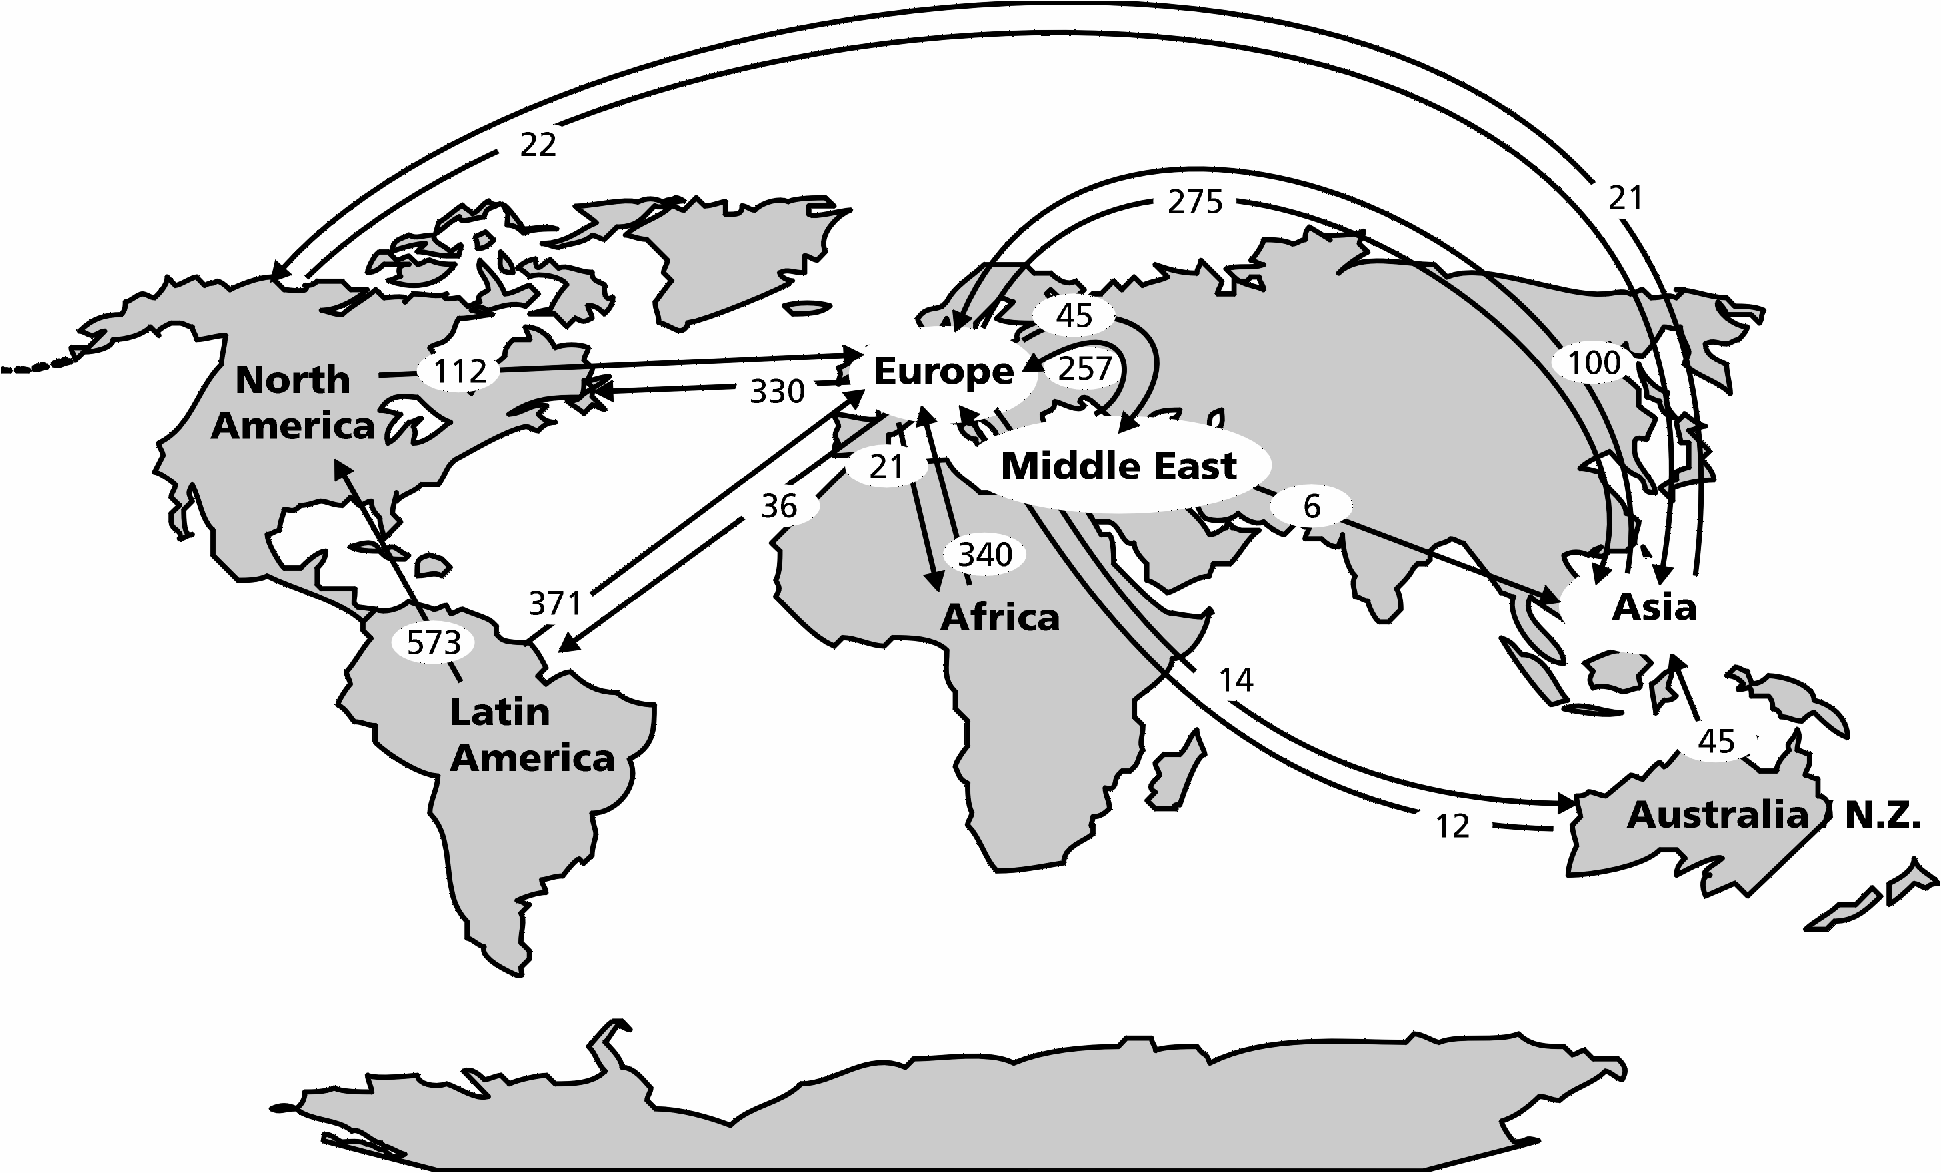 22
21
275
45
100
112
Europe
257
North
America
330
21
Middle East
36
6
340
371
Africa
Asia
573
14
Latin
America
45
12
Australia / N.Z.